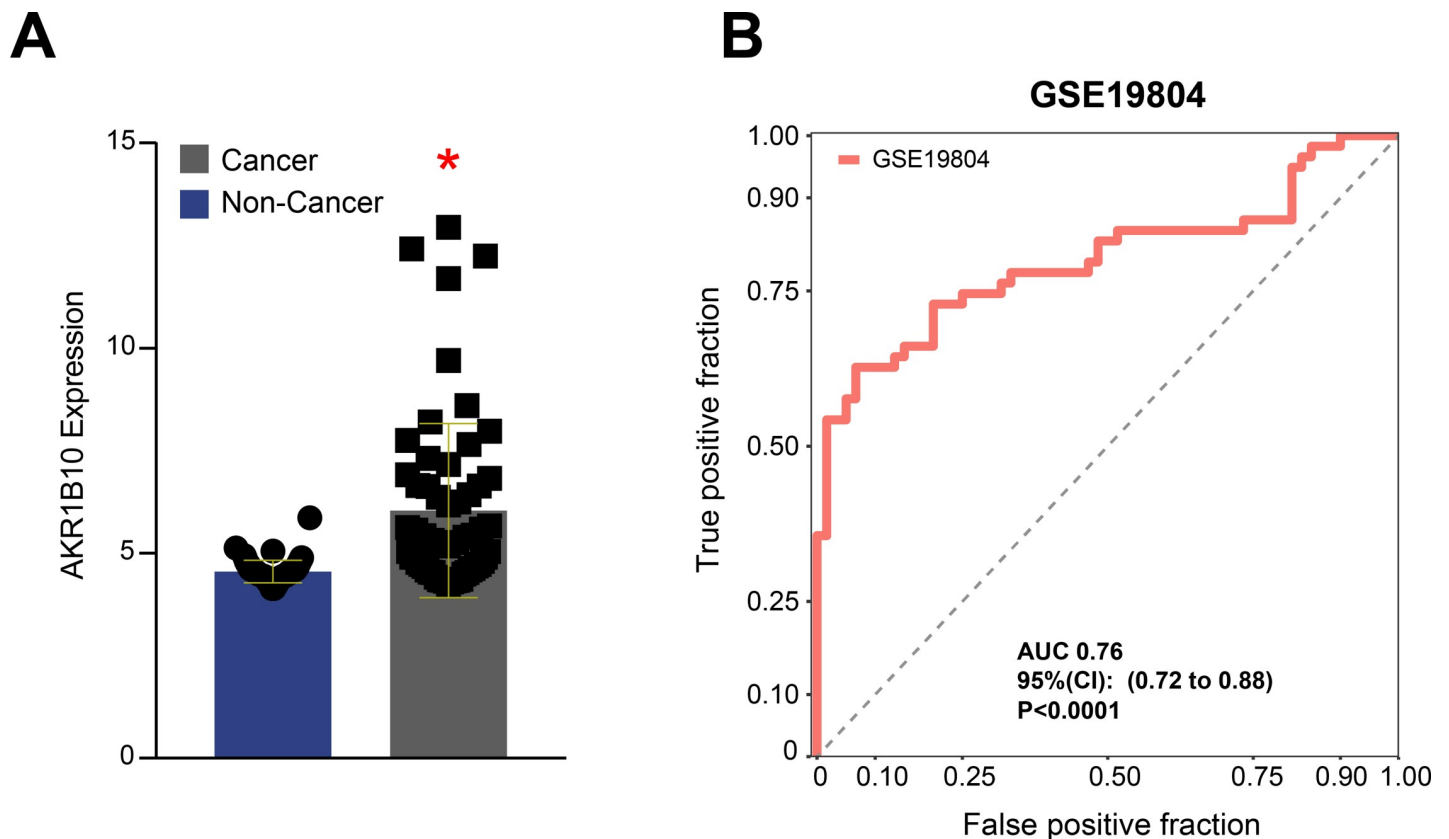 A
15
Cancer
Non-Cancer
*
10
5
0
AKR1B10 Expression
B
GSE19804
GSE19804
1.00
0.90
0.75
0.50
0.25
0.10
0
True positive fraction
AUC 0.76
95%(CI): (0.72 to 0.88)
P<0.0001
0 0.10 0.25 0.50 0.75 0.90 1.00
False positive fraction